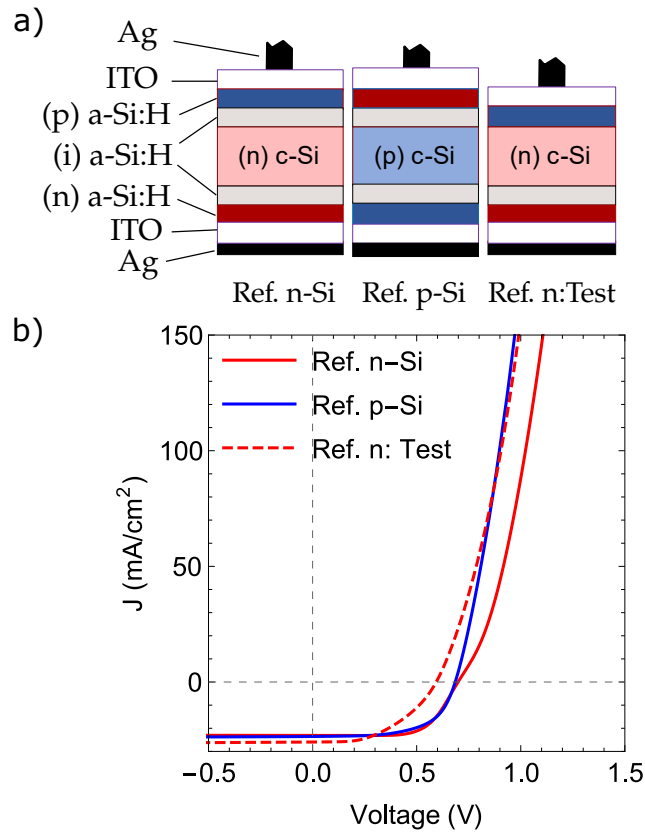 a)
Ag
ITO
(p) a-Si:H
(i) a-Si:H
(n) a-Si:H
ITO
Ag
(n) c-Si
(p) c-Si
(n) c-Si
Ref. n-Si
Ref. p-Si
Ref. n:Test
b)
150
100
50
0
J (mA/cm²)
Ref. n−Si
Ref. p−Si
Ref. n: Test
−0.5
0.0
0.5
1.0
1.5
Voltage (V)